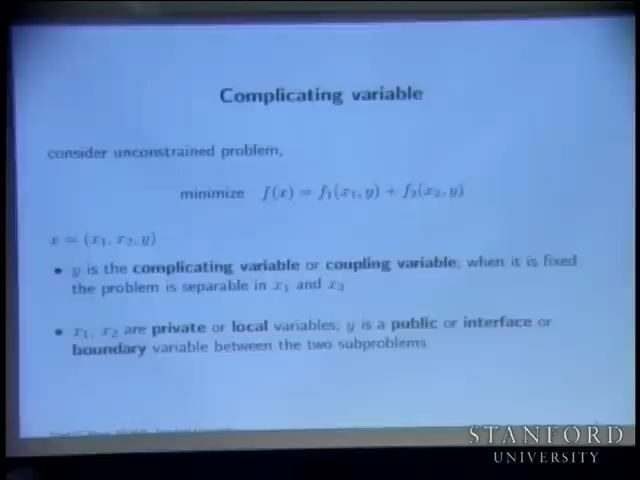 Complicating variable
consider unconstrained problem,
minimize f(x) = f₁(x₁, y) + f₂(x₂, y)
x = (x₁, x₂, y)
• y is the complicating variable or coupling variable; when it is fixed
the problem is separable in x₁ and x₂
• x₁, x₂ are private or local variables; y is a public or interface or
boundary variable between the two subproblems
STANFORD
UNIVERSITY